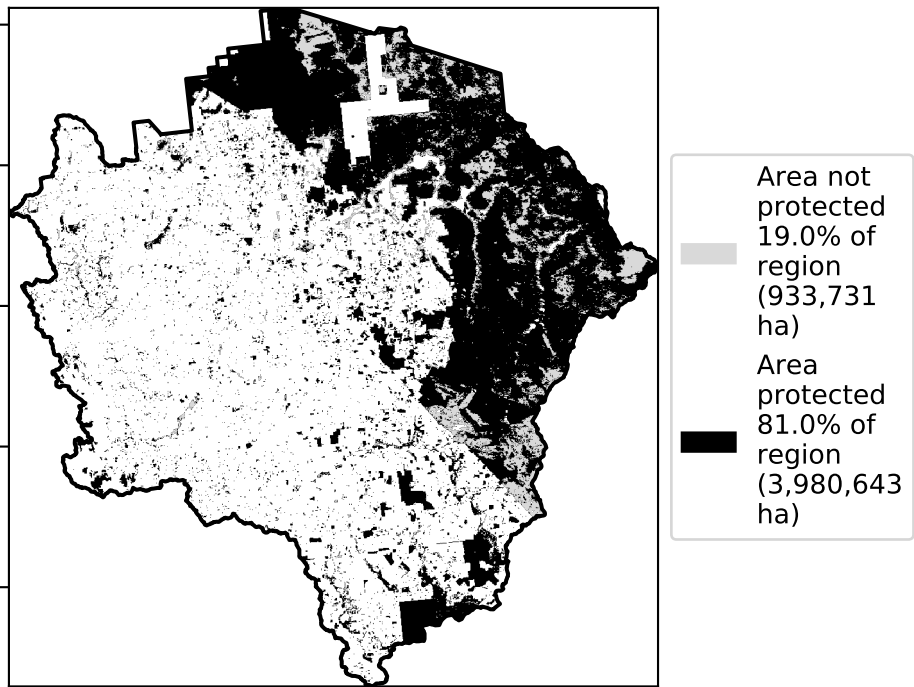 Area not
protected
19.0% of
region
(933,731
ha)
Area
protected
81.0% of
region
(3,980,643
ha)